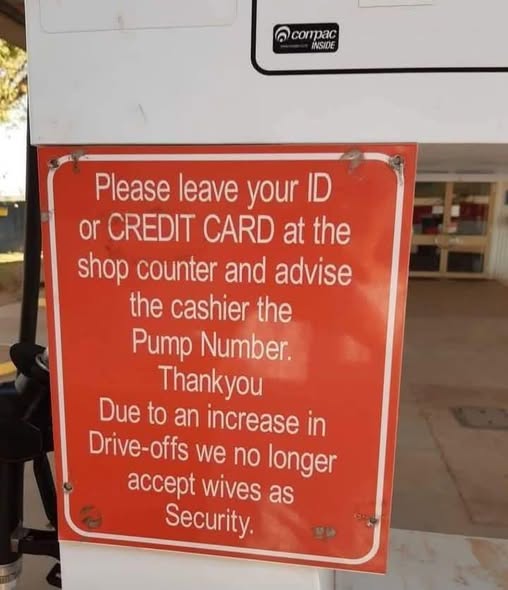 compac
INSIDE
Please leave your ID
or CREDIT CARD at the
shop counter and advise
the cashier the
Pump Number.
Thankyou
Due to an increase in
Drive-offs we no longer
accept wives as
Security.